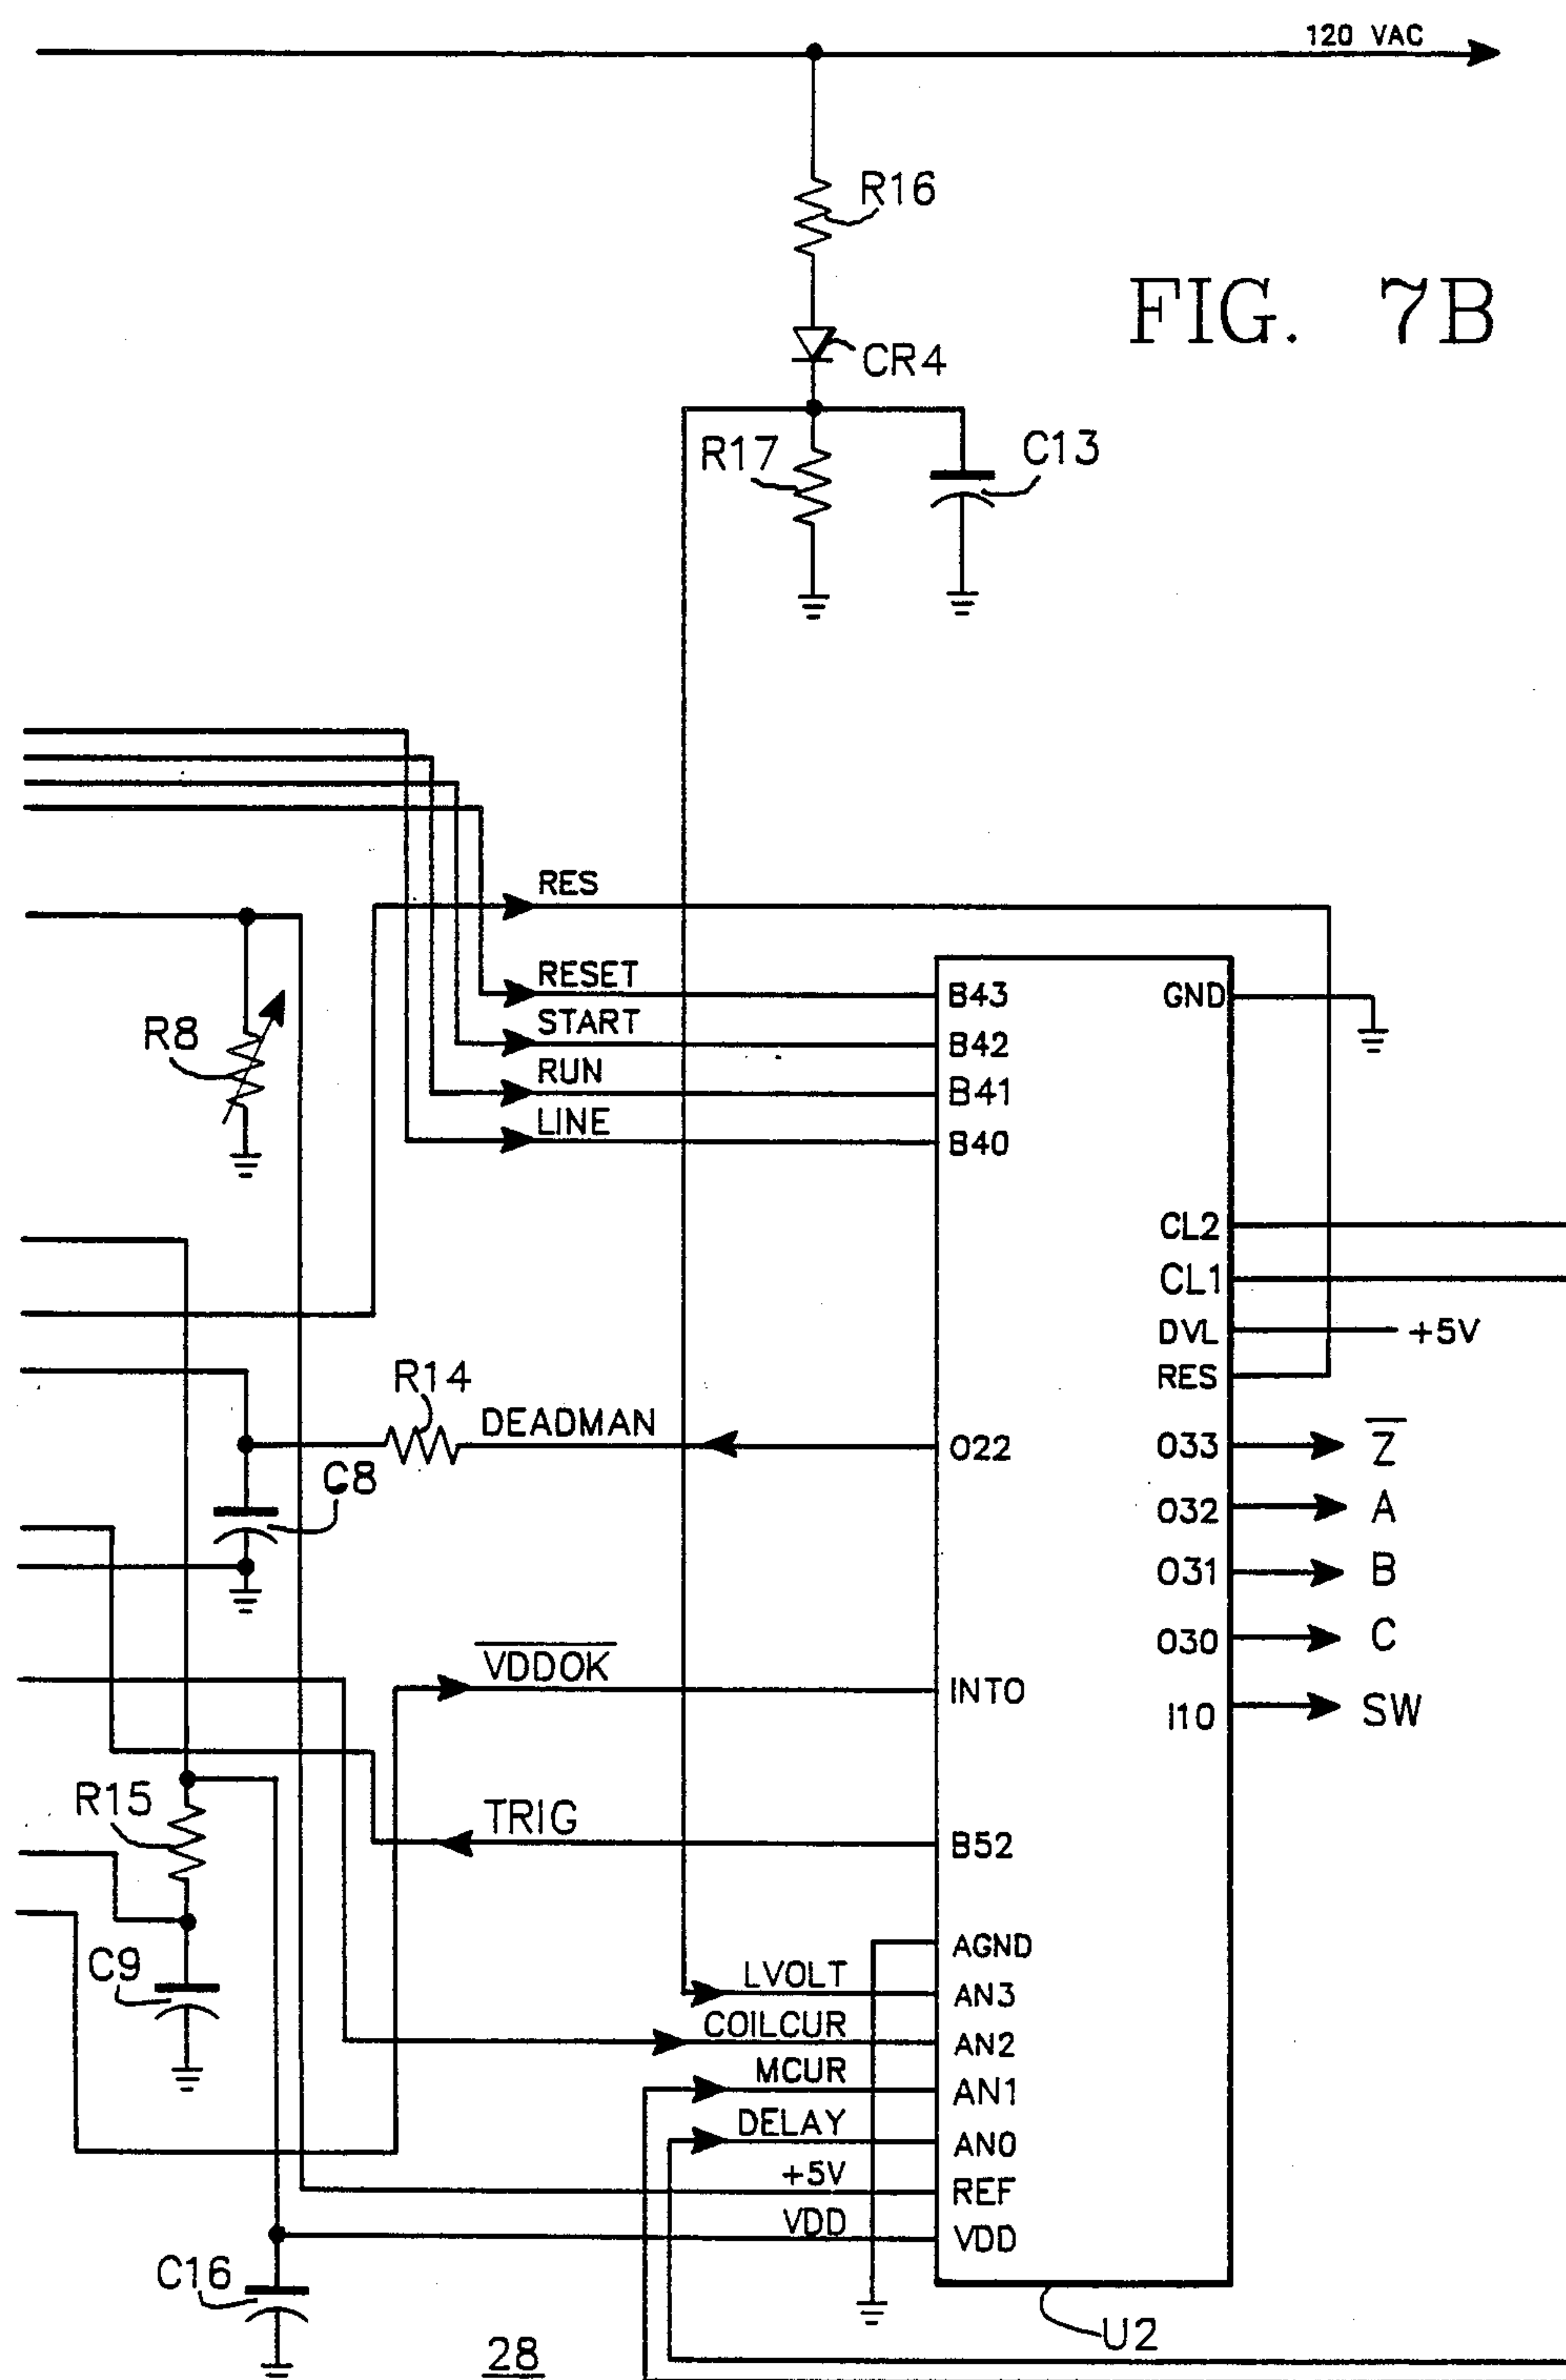 120 VAC
R16
FIG. 7B
CR4
R17
C13
RES
RESET
B43
GND
START
B42
R8
RUN
B41
LINE
B40
CL2
CL1
DVL
+5V
RES
R14
DEADMAN
O22
O33
Z
C8
O32
A
O31
B
O30
C
VDDOK
INTO
I10
SW
R15
TRIG
B52
AGND
C9
LVOLT
AN3
COILCUR
AN2
MCUR
AN1
DELAY
AN0
+5V
REF
VDD
VDD
C16
U2
28